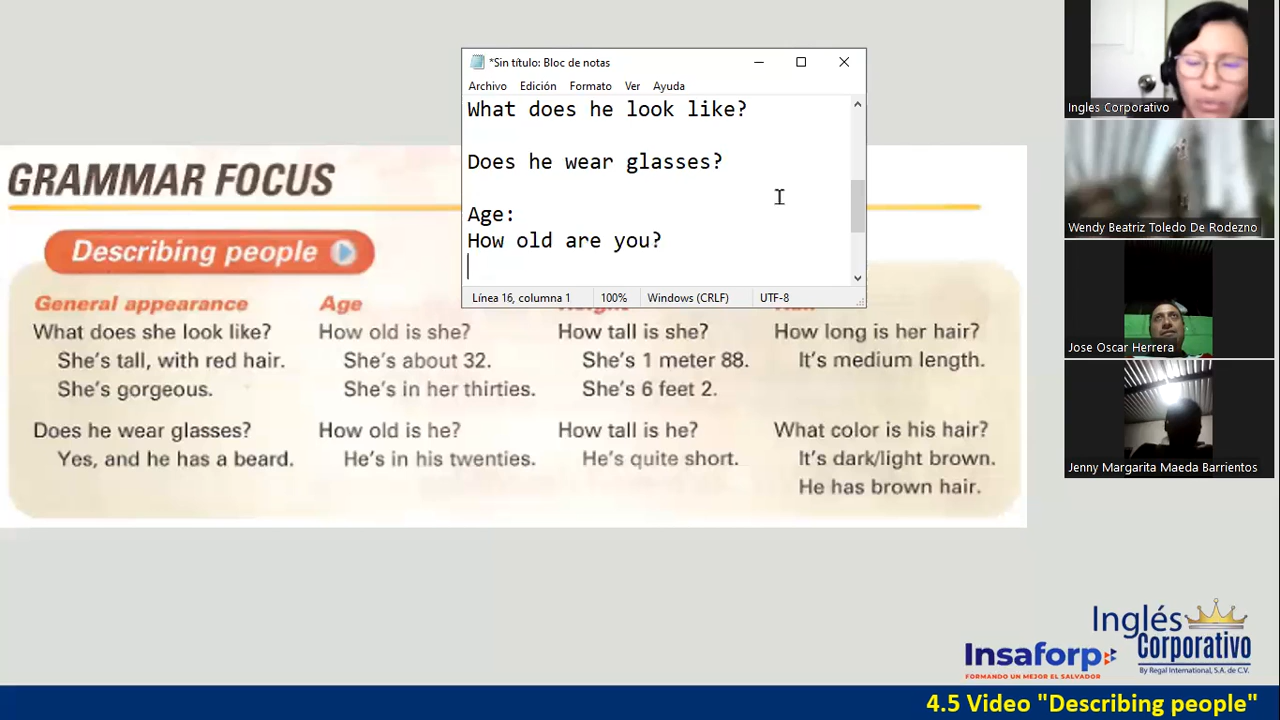 *Sin título: Bloc de notas
Archivo Edición Formato Ver Ayuda
What does he look like?
Does he wear glasses?
Age:
How old are you?
Línea 16, columna 1 100% Windows (CRLF) UTF-8
GRAMMAR FOCUS
Describing people
General appearance
What does she look like?
She's tall, with red hair.
She's gorgeous.
Does he wear glasses?
Yes, and he has a beard.
Age
How old is she?
She's about 32.
She's in her thirties.
How old is he?
He's in his twenties.
How tall is she?
She's 1 meter 88.
She's 6 feet 2.
How tall is he?
He's quite short.
How long is her hair?
It's medium length.
What color is his hair?
It's dark/light brown.
He has brown hair.
Ingles Corporativo
Wendy Beatriz Toledo De Rodezno
Jose Oscar Herrera
Jenny Margarita Maeda Barrientos
Insaforp
FORMANDO UN MEJOR EL SALVADOR
Inglés
Corporativo
By Regal International, S.A. de C.V.
4.5 Video "Describing people"